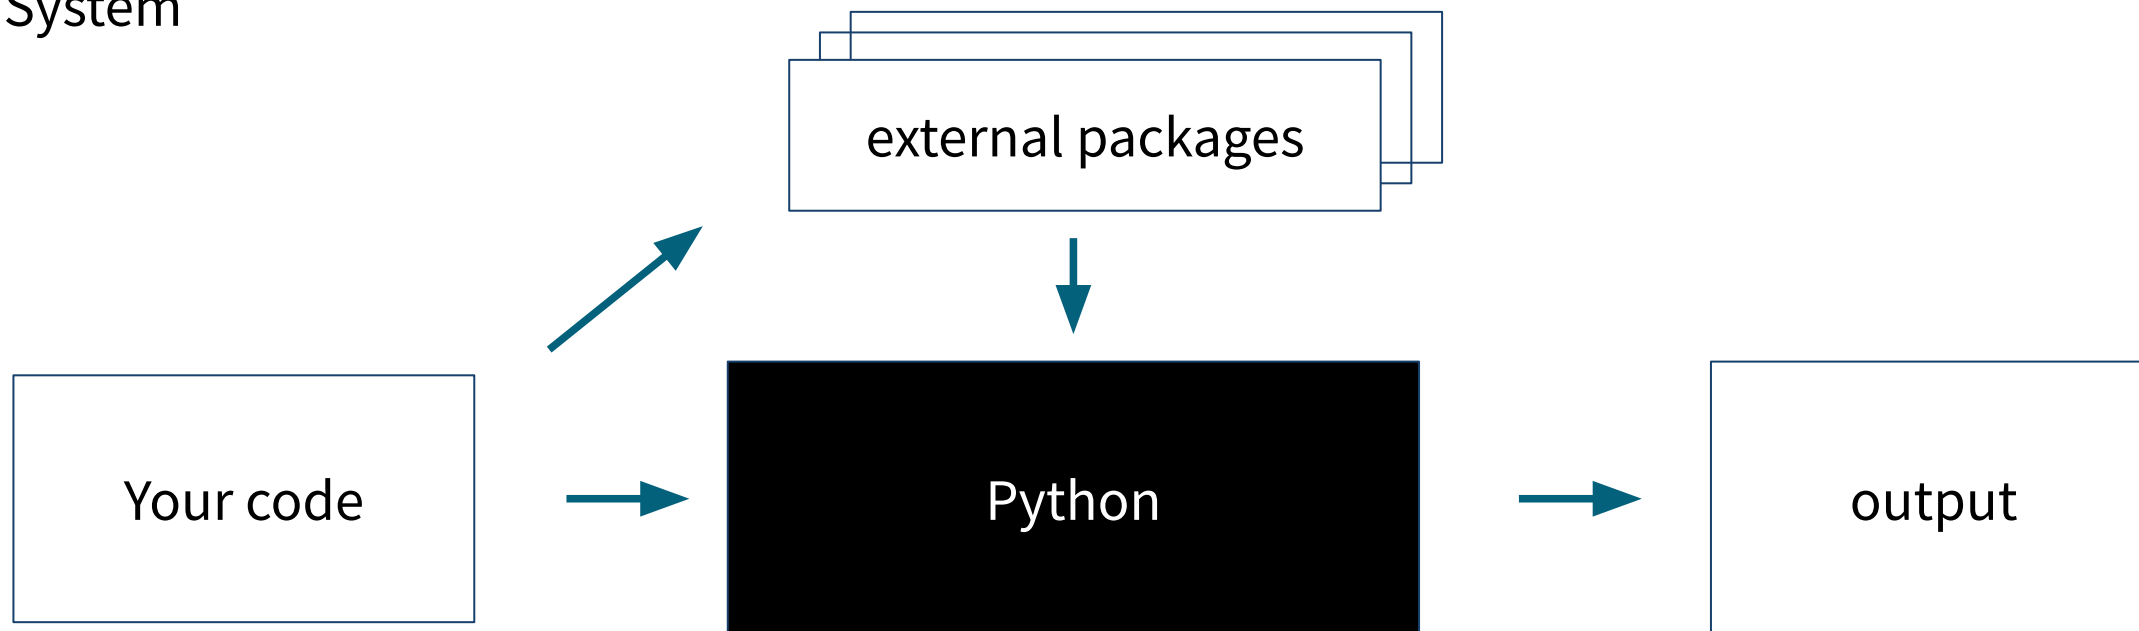 System
external packages
Your code
Python
output